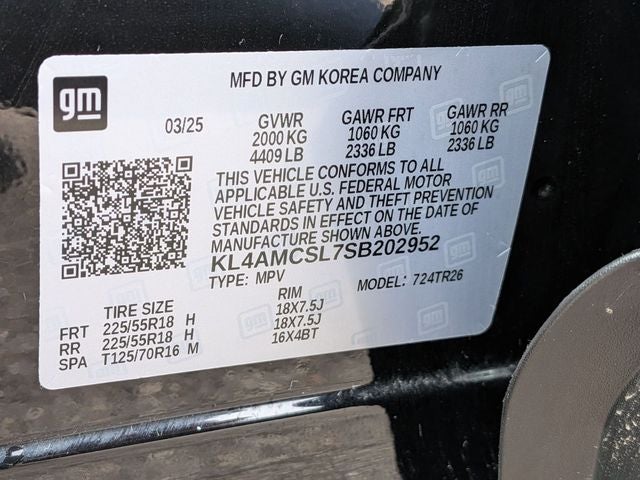 gm
MFD BY GM KOREA COMPANY
03/25 GVWR GAWR FRT GAWR RR
2000 KG 1060 KG 1060 KG
4409 LB 2336 LB 2336 LB
THIS VEHICLE CONFORMS TO ALL
APPLICABLE U.S. FEDERAL MOTOR
VEHICLE SAFETY AND THEFT PREVENTION
STANDARDS IN EFFECT ON THE DATE OF
MANUFACTURE SHOWN ABOVE.
KL4AMCSL7SB202952
TYPE: MPV MODEL: 724TR26
TIRE SIZE RIM
FRT 225/55R18 H 18X7.5J
RR 225/55R18 H 18X7.5J
SPA T125/70R16 M 16X4BT